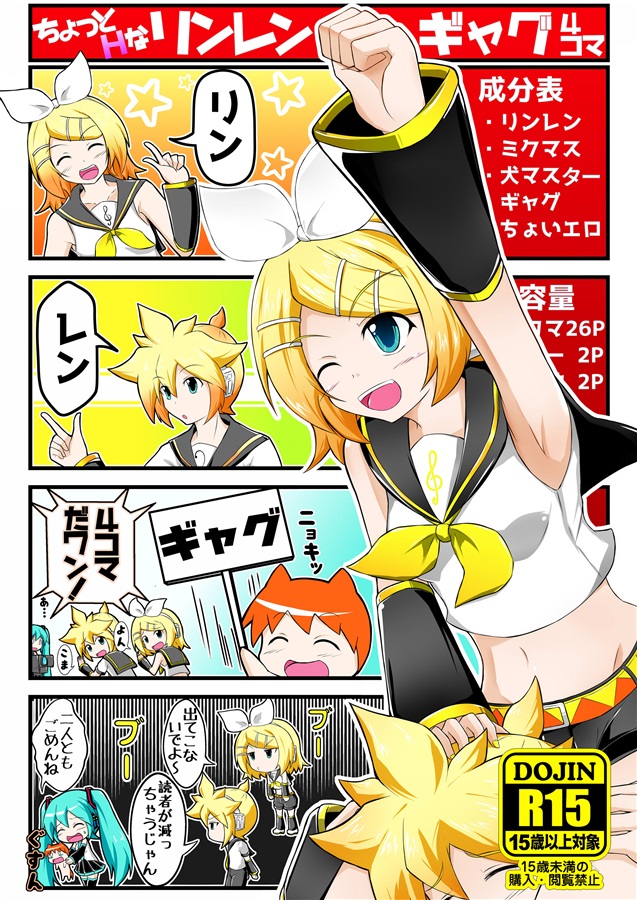 ちょっとHなリンレン ギャグ4コマ
リン
成分表
・リンレン
・ミクマス
・犬マスター
ギャグ
ちょいエロ
レン
容量
コマ26P
ー 2P
2P
4コマ
だワン!
ギャグ
ニョキッ
あ…
こま
よん
ブー
ブー
出てこな
いでよ~
読者が減っ
ちゃうじゃん
二人とも
ごめんね
ぐすん
DOJIN
R15
15歳以上対象
15歳未満の
購入・閲覧禁止